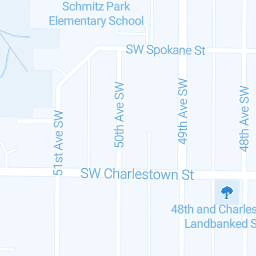 Schmitz Park
Elementary School
SW Spokane St
51st Ave SW
50th Ave SW
49th Ave SW
48th Ave SW
SW Charlestown St
48th and Charles
Landbanked S